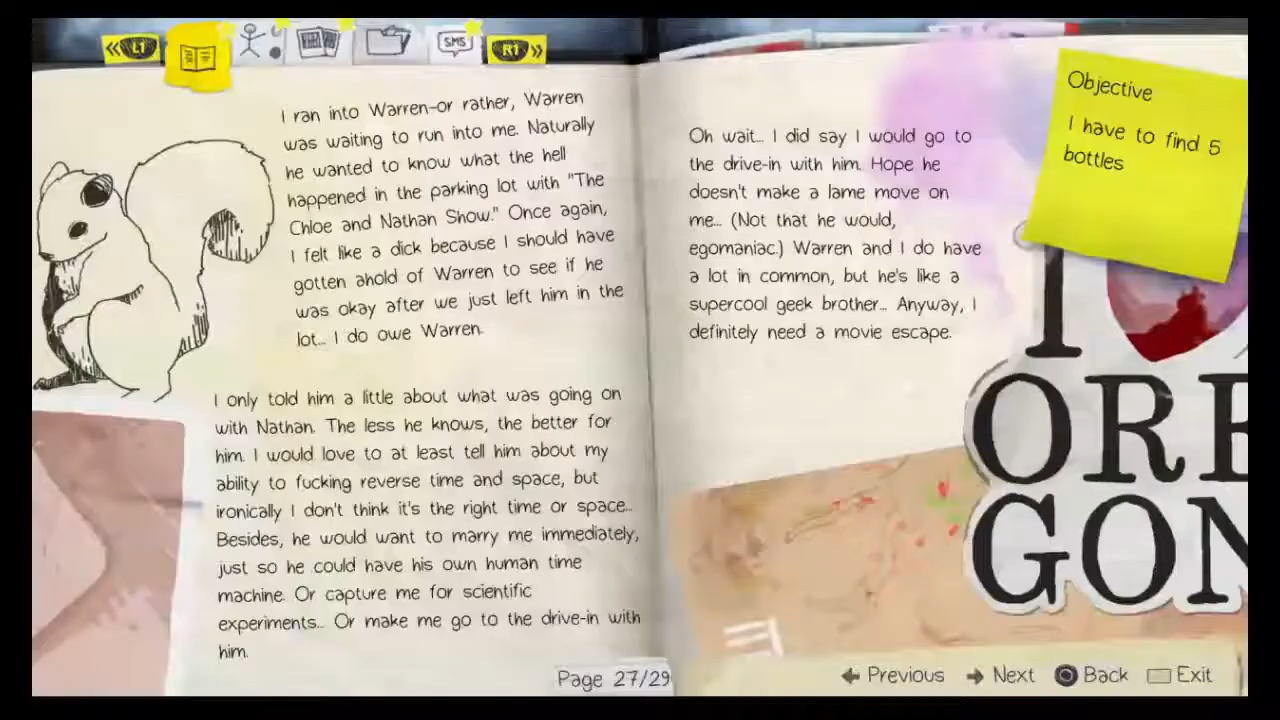 L1
SMS
R1
I ran into Warren-or rather, Warren
was waiting to run into me. Naturally
he wanted to know what the hell
happened in the parking lot with "The
Chloe and Nathan Show." Once again,
I felt like a dick because I should have
gotten ahold of Warren to see if he
was okay after we just left him in the
lot... I do owe Warren.
I only told him a little about what was going on
with Nathan. The less he knows, the better for
him. I would love to at least tell him about my
ability to fucking reverse time and space, but
ironically I don't think it's the right time or space...
Besides, he would want to marry me immediately,
just so he could have his own human time
machine. Or capture me for scientific
experiments... Or make me go to the drive-in with
him.
Page 27/29
Oh wait... I did say I would go to
the drive-in with him. Hope he
doesn't make a lame move on
me... (Not that he would,
egomaniac.) Warren and I do have
a lot in common, but he's like a
supercool geek brother... Anyway, I
definitely need a movie escape.
Objective
I have to find 5
bottles
I
ORE
GON
Previous
Next
Back
Exit